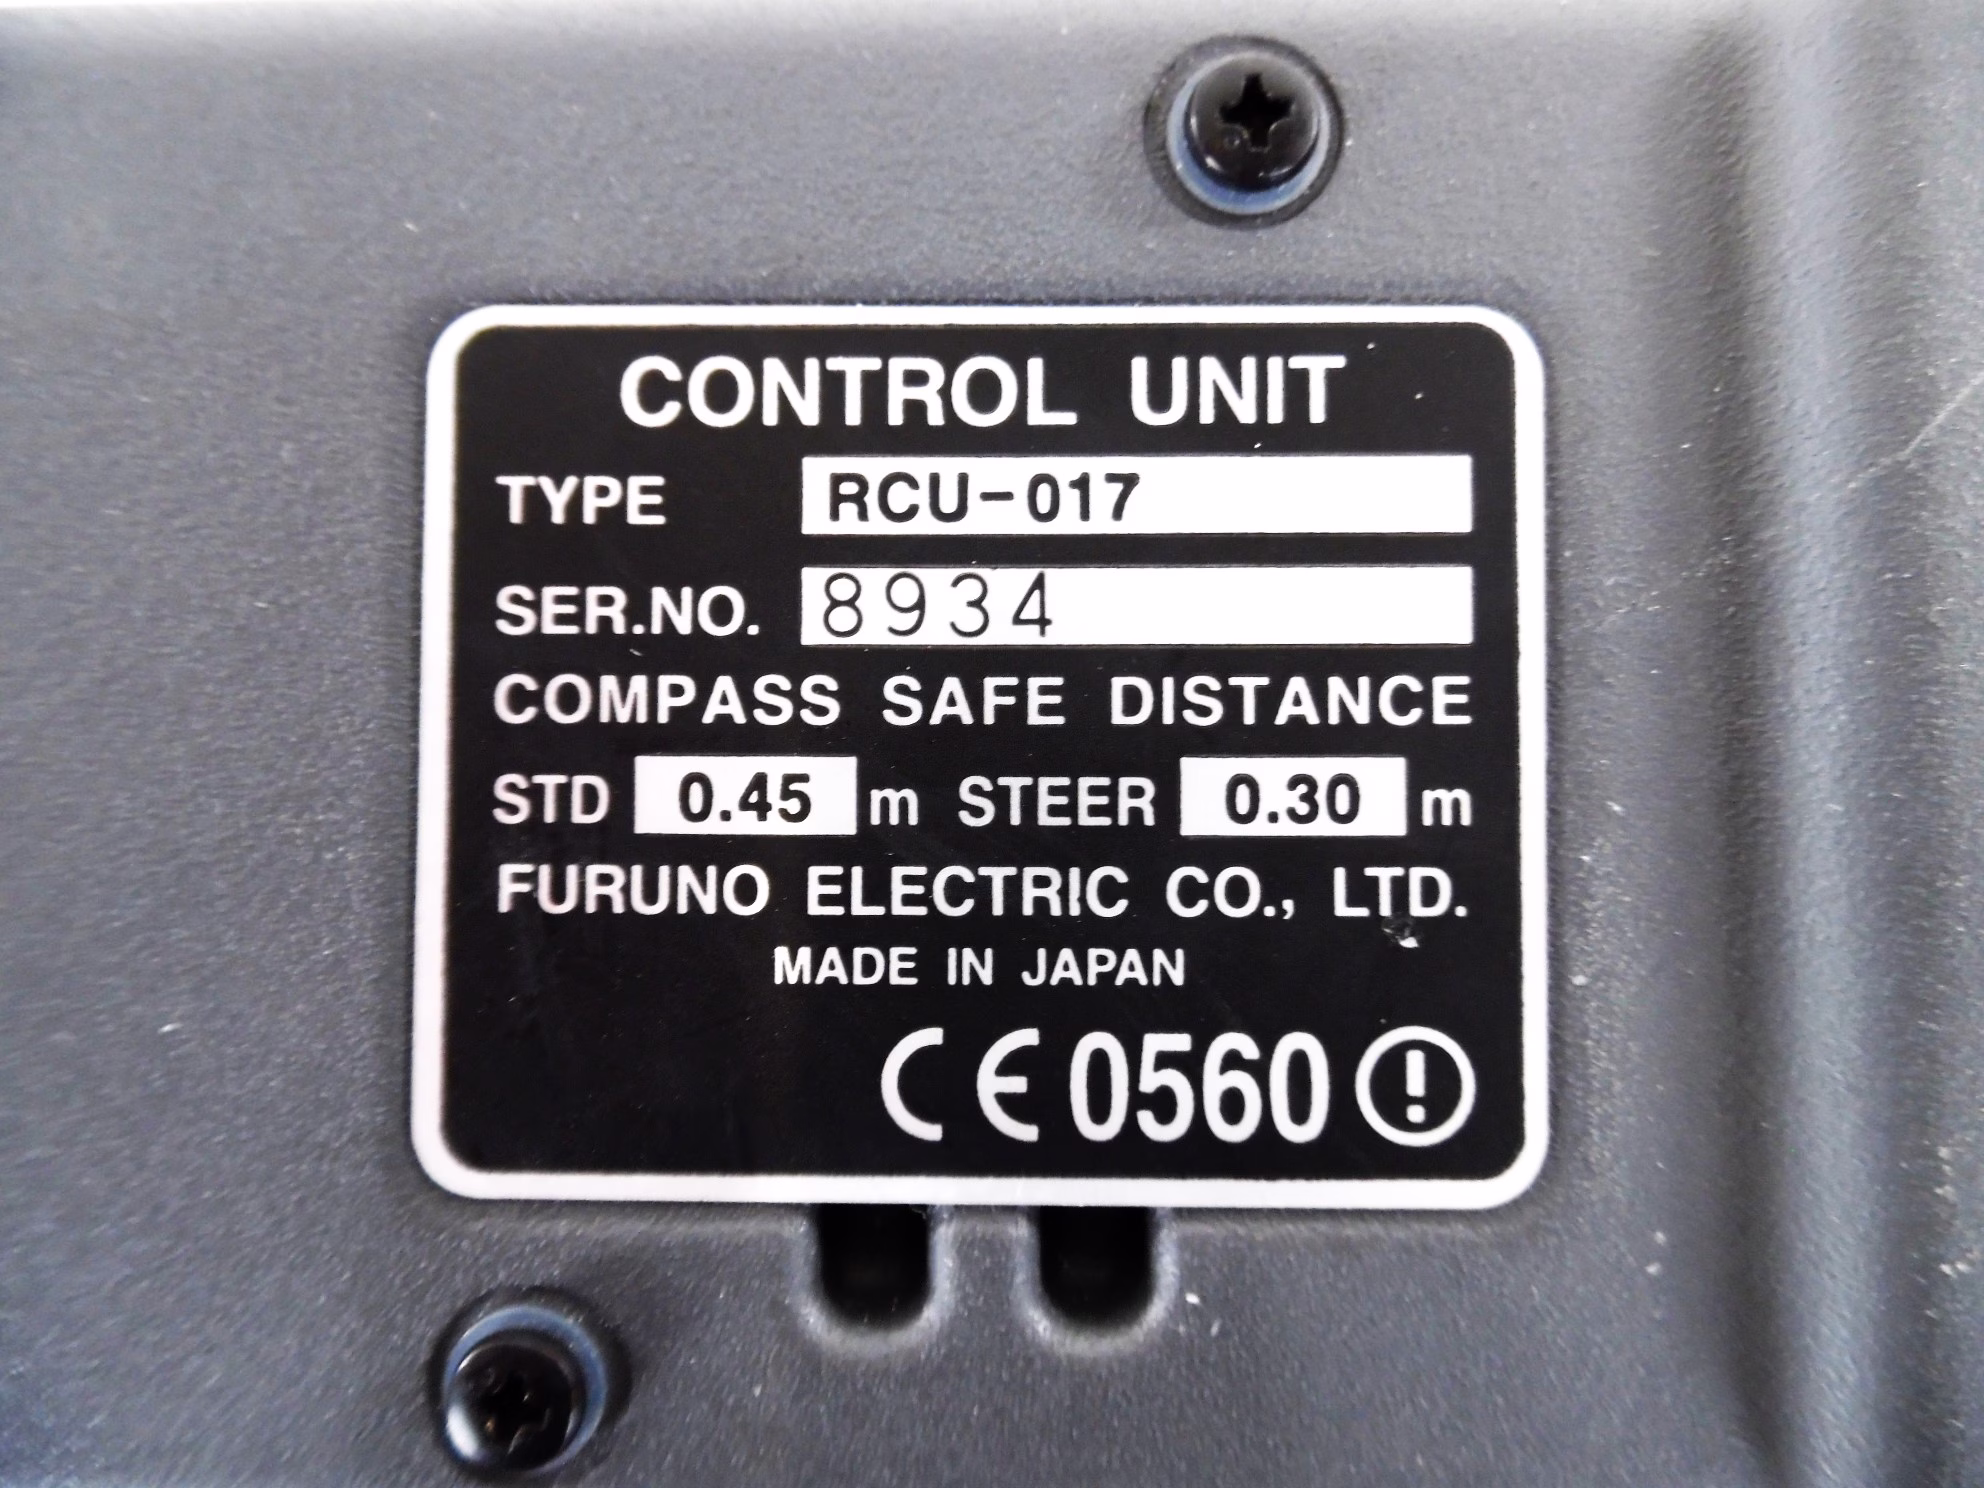 CONTROL UNIT
TYPE RCU-017
SER.NO. 8934
COMPASS SAFE DISTANCE
STD 0.45 m STEER 0.30 m
FURUNO ELECTRIC CO., LTD.
MADE IN JAPAN
CE 0560 !